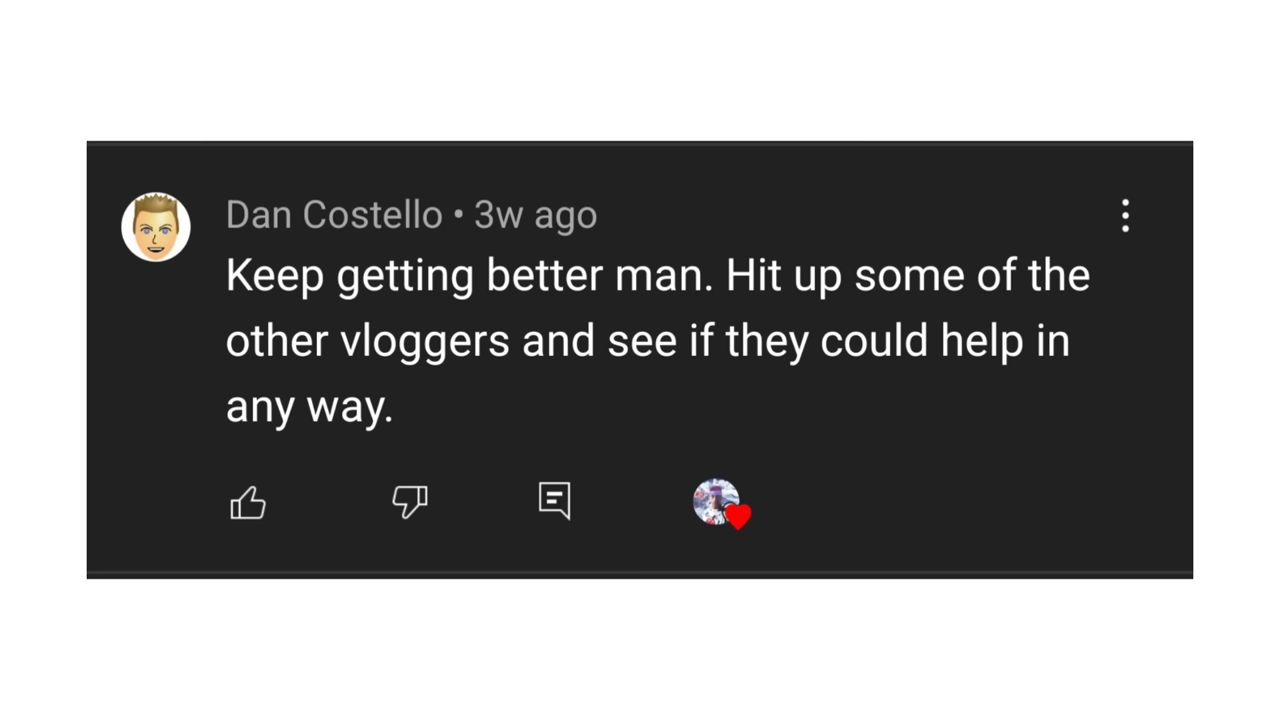 Dan Costello • 3w ago
Keep getting better man. Hit up some of the
other vloggers and see if they could help in
any way.